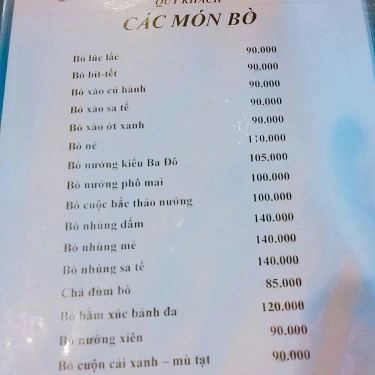 QUÝ KHÁCH
CÁC MÓN BÒ
Bò lúc lắc 90.000
Bò bít-tết 90.000
Bò xào củ hành 90.000
Bò xào sa tế 90.000
Bò xào ớt xanh 90.000
Bò né
Bò nướng kiểu Ba Đô 105.000
Bò nướng phô mai 100.000
Bò cuộc bắc thảo nướng 100.000
Bò nhúng dấm 140.000
Bò nhúng mẻ 140.000
Bò nhúng sa tế 140.000
Chả đùm bò 85.000
Bò bằm xúc bánh đa 120.000
Bò nướng xiên 90.000
Bò cuộn cải xanh – mù tạt 90.000